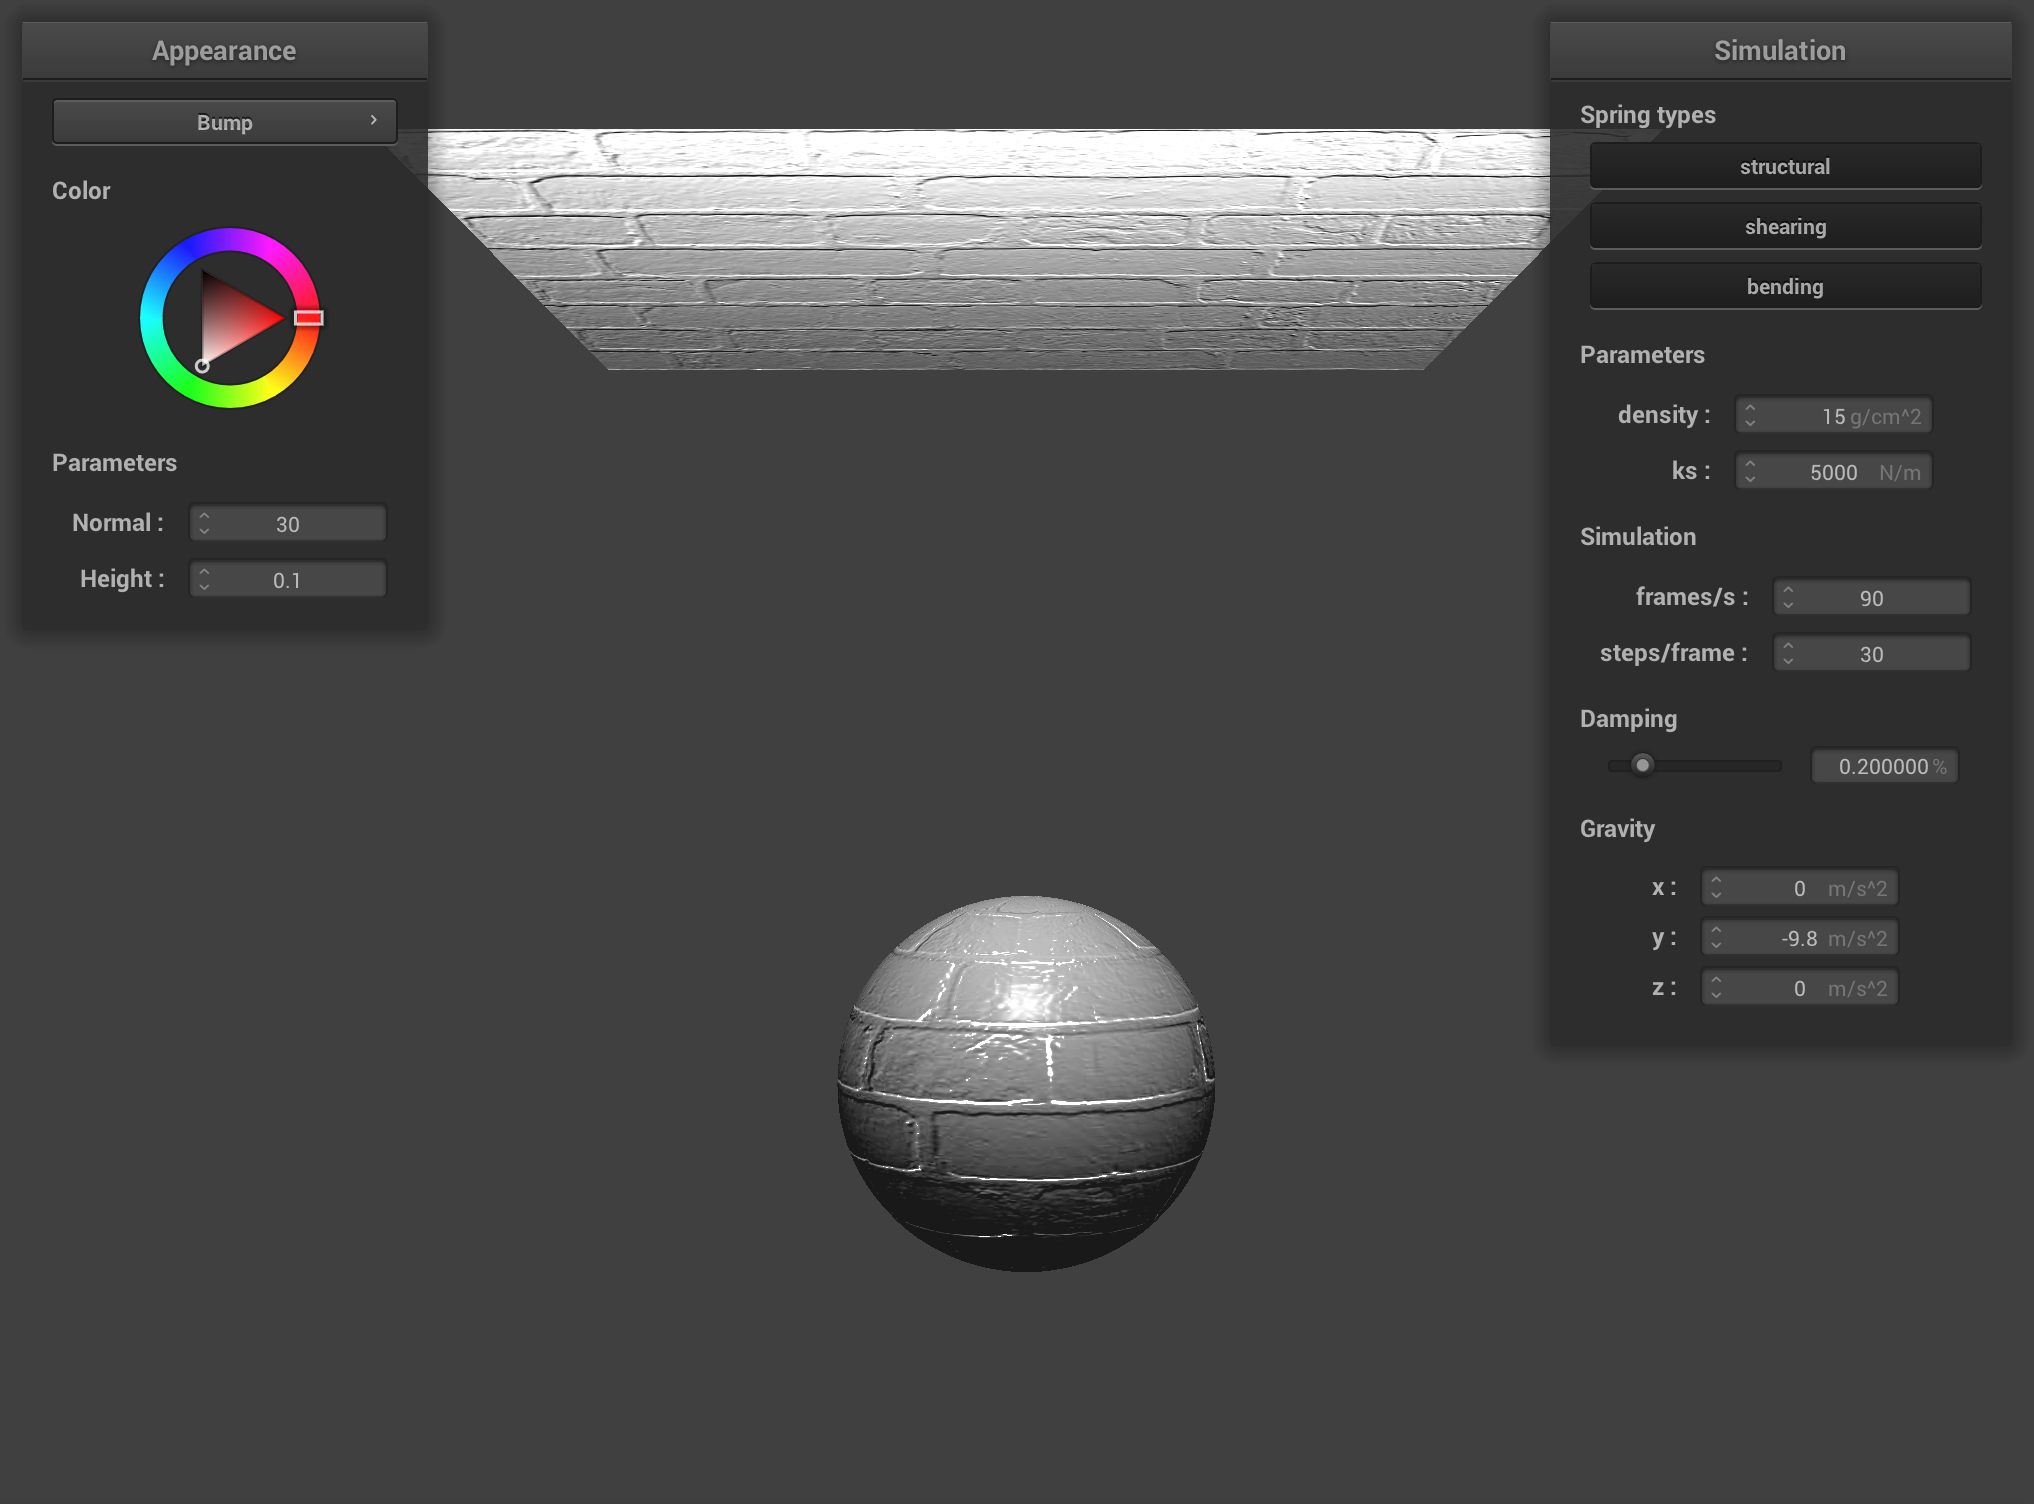 Appearance
Bump
Color
Parameters
Normal : 30
Height : 0.1
Simulation
Spring types
structural
shearing
bending
Parameters
density : 15 g/cm^2
ks : 5000 N/m
Simulation
frames/s : 90
steps/frame : 30
Damping
0.200000 %
Gravity
x : 0 m/s^2
y : -9.8 m/s^2
z : 0 m/s^2